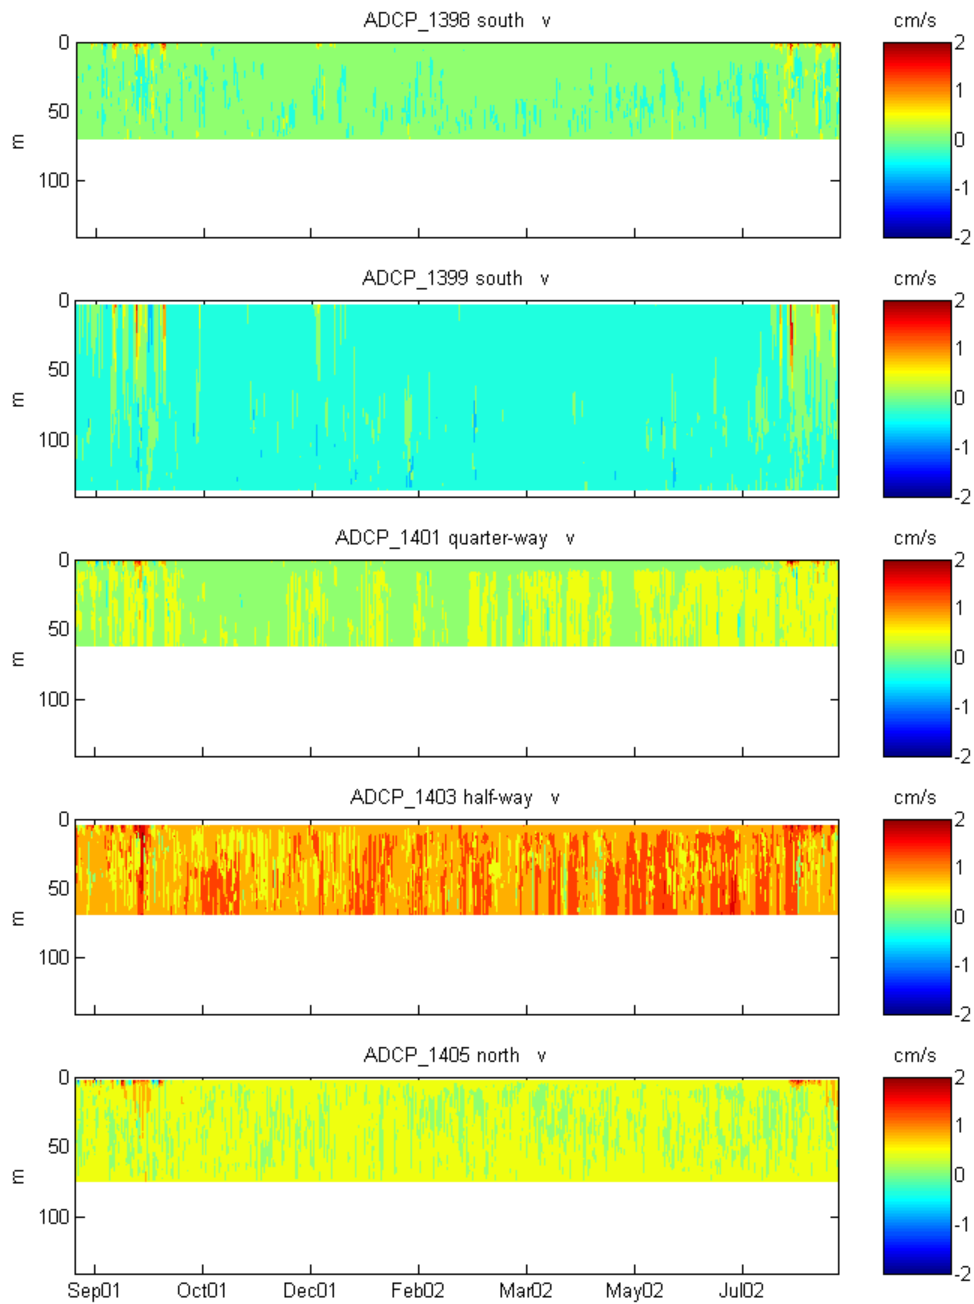 ADCP_1398 south v
cm/s
0
50
100
m
2
1
0
-1
-2
ADCP_1399 south v
cm/s
0
50
100
m
2
1
0
-1
-2
ADCP_1401 quarter-way v
cm/s
0
50
100
m
2
1
0
-1
-2
ADCP_1403 half-way v
cm/s
0
50
100
m
2
1
0
-1
-2
ADCP_1405 north v
cm/s
0
50
100
m
2
1
0
-1
-2
Sep01 Oct01 Dec01 Feb02 Mar02 May02 Jul02